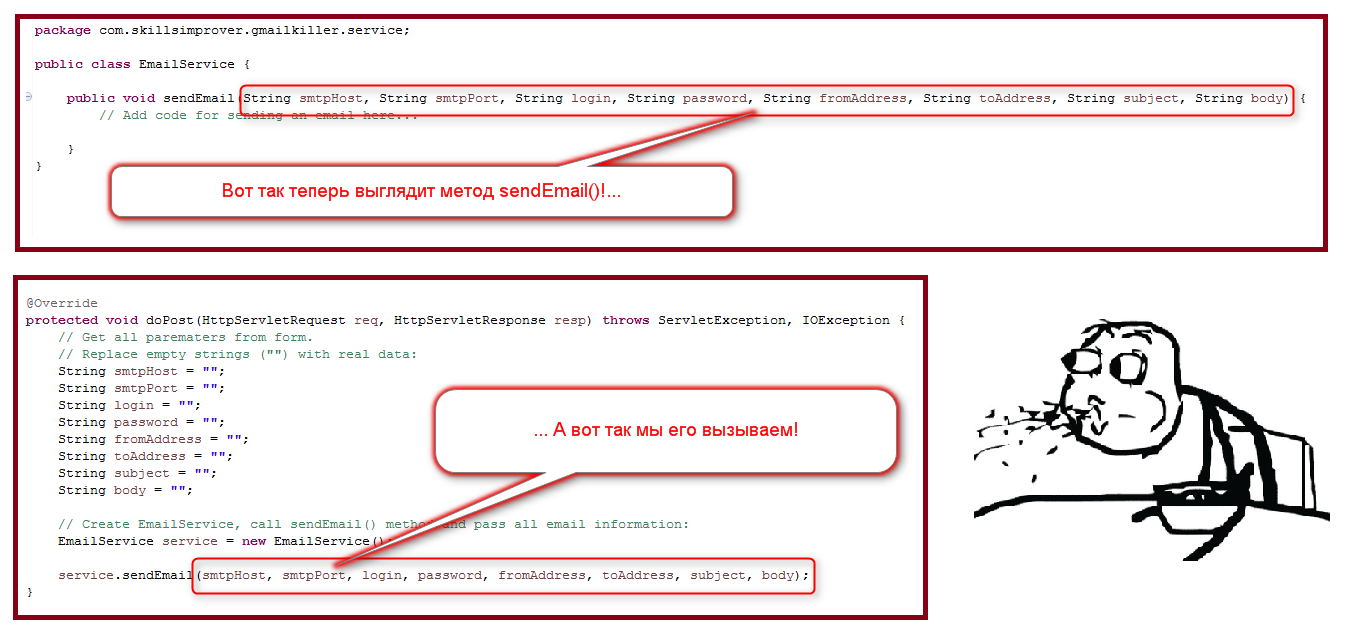 package com.skillsimprover.gmailkiller.service;
public class EmailService {
public void sendEmail(String smtpHost, String smtpPort, String login, String password, String fromAddress, String toAddress, String subject, String body) {
// Add code for sending an email here...
}
}
Вот так теперь выглядит метод sendEmail()!...
@Override
protected void doPost(HttpServletRequest req, HttpServletResponse resp) throws ServletException, IOException {
// Get all parematers from form.
// Replace empty strings ("") with real data:
String smtpHost = "";
String smtpPort = "";
String login = "";
String password = "";
String fromAddress = "";
String toAddress = "";
String subject = "";
String body = "";
... А вот так мы его вызываем!
// Create EmailService, call sendEmail() method and pass all email information:
EmailService service = new EmailService();
service.sendEmail(smtpHost, smtpPort, login, password, fromAddress, toAddress, subject, body);
}